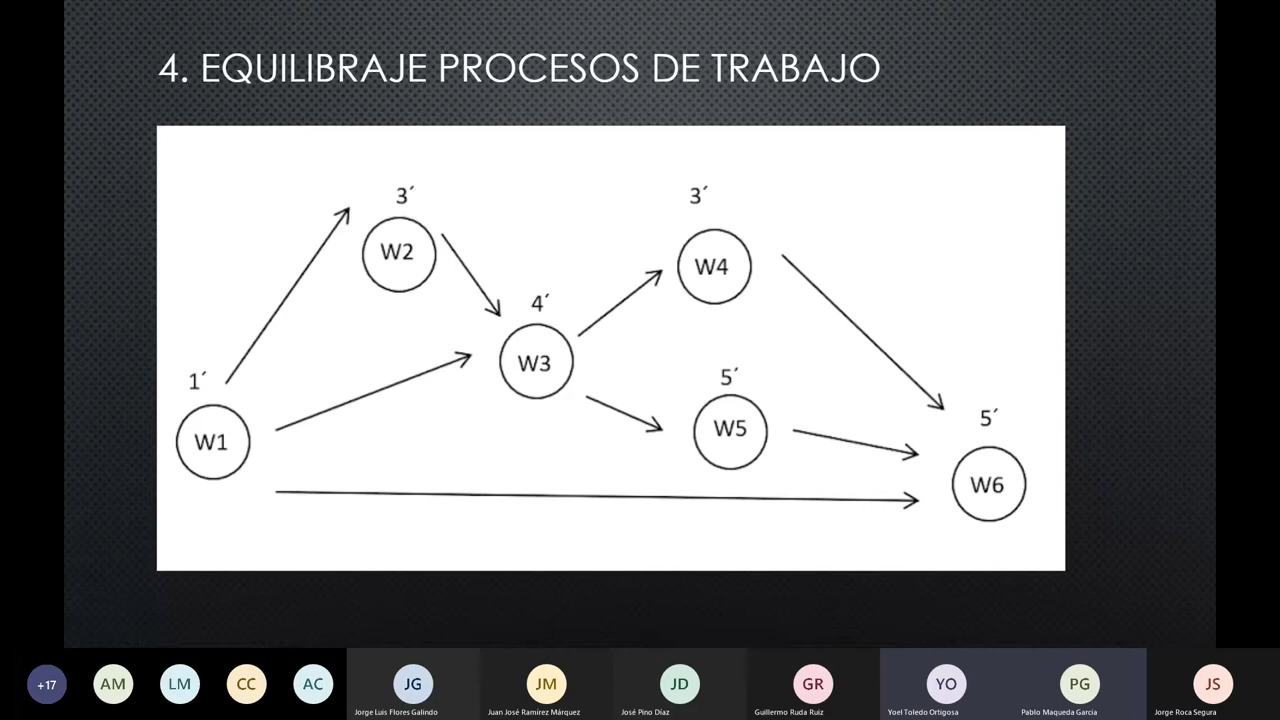 4. EQUILIBRAJE PROCESOS DE TRABAJO
3´
3´
W2
W4
4´
W3
1´
5´
W1
W5
5´
W6
+17
AM
LM
CC
AC
JG
JM
JD
GR
YO
PG
JS
Jorge Luis Flores Galindo
Juan José Ramírez Márquez
José Pino Díaz
Guillermo Ruda Ruiz
Yoel Toledo Ortigosa
Pablo Maqueda Garcia
Jorge Roca Segura